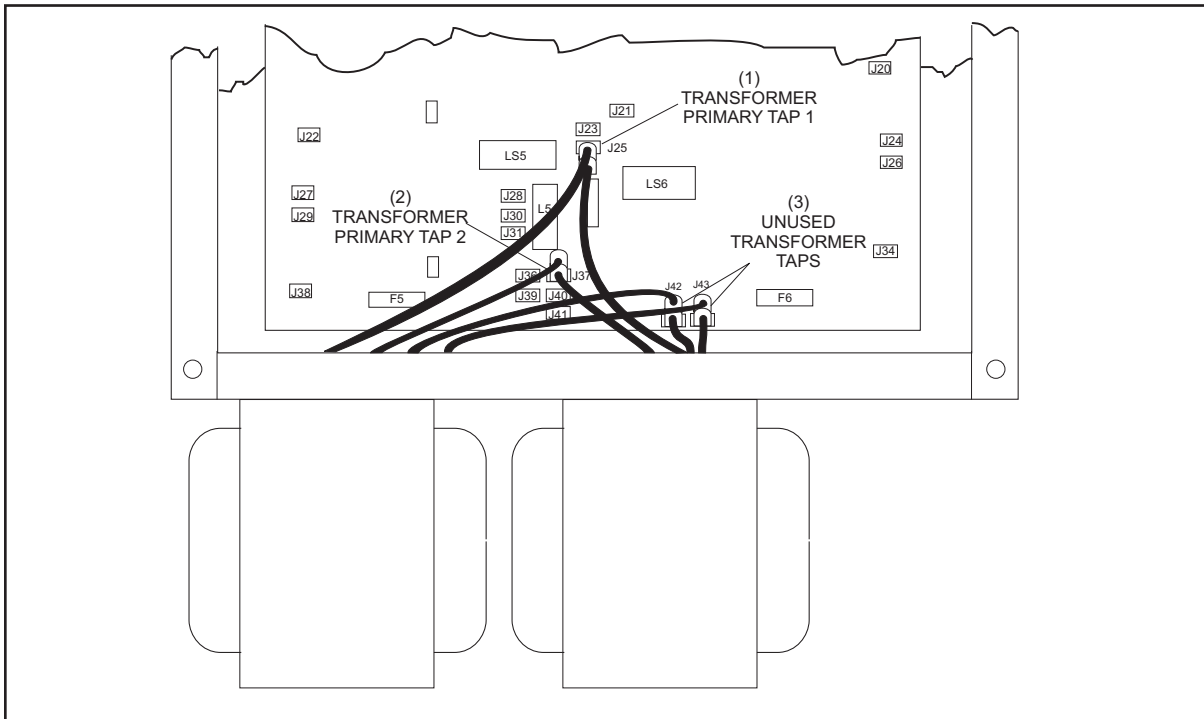 J20
(1)
TRANSFORMER
PRIMARY TAP 1
J21
J23
J22
J25
J24
LS5
J26
LS6
J27
J28
L5
(2)
TRANSFORMER
PRIMARY TAP 2
(3)
UNUSED
TRANSFORMER
TAPS
J29
J30
J31
J34
J36
J37
J38
J39
J40
J42
J43
F5
F6
J41